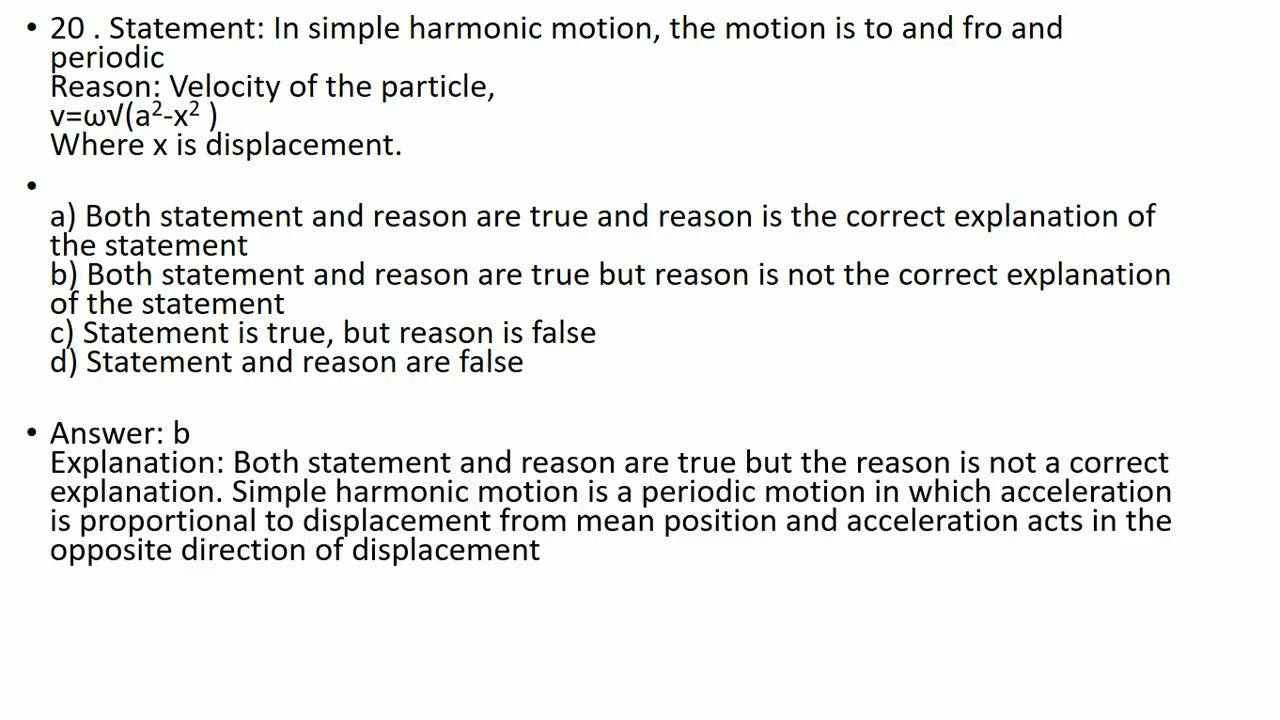 • 20 . Statement: In simple harmonic motion, the motion is to and fro and
periodic
Reason: Velocity of the particle,
v=ω√(a²-x² )
Where x is displacement.
•
a) Both statement and reason are true and reason is the correct explanation of
the statement
b) Both statement and reason are true but reason is not the correct explanation
of the statement
c) Statement is true, but reason is false
d) Statement and reason are false
• Answer: b
Explanation: Both statement and reason are true but the reason is not a correct
explanation. Simple harmonic motion is a periodic motion in which acceleration
is proportional to displacement from mean position and acceleration acts in the
opposite direction of displacement